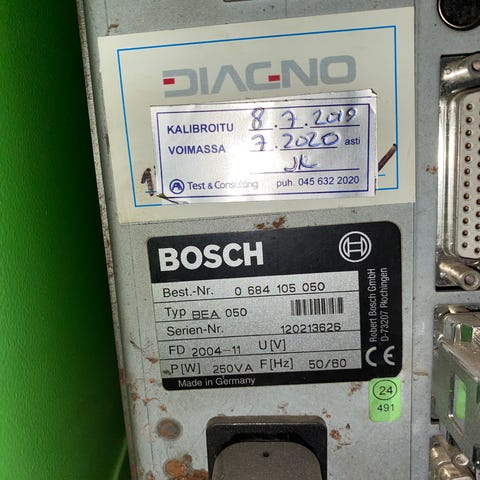 DIAGNO
KALIBROITU 8.7.2019
VOIMASSA 7.2020 asti
JR
Test & Consulting puh. 045 632 2020
BOSCH
Best.-Nr. 0 684 105 050
Typ BEA 050
Serien-Nr. 120213626
FD 2004-11 U[V]
P[W] 250VA F[Hz] 50/60
Made in Germany
Robert Bosch GmbH
D-73207 Plochingen
CE
24
491